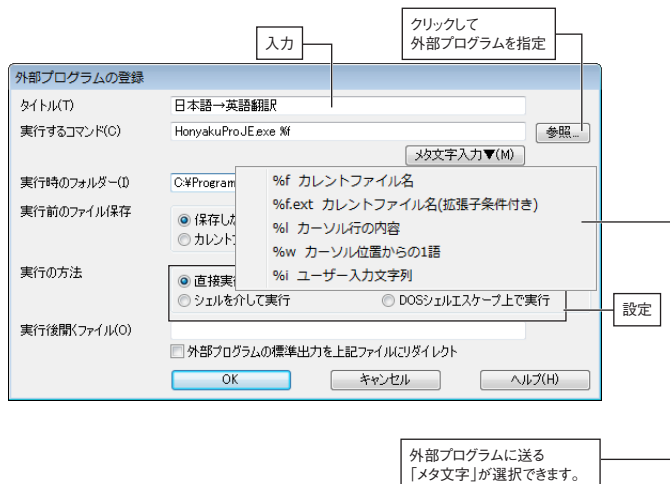 クリックして
外部プログラムを指定
入力
外部プログラムの登録
タイトル(T)
日本語→英語翻訳
実行するコマンド(C)
HonyakuProJE.exe %f
参照...
メタ文字入力▼(M)
実行時のフォルダー(I)
C:¥Program
%f カレントファイル名
%f.ext カレントファイル名(拡張子条件付き)
%l カーソル行の内容
%w カーソル位置からの1語
%i ユーザー入力文字列
実行前のファイル保存
保存した
カレント
実行の方法
直接実
シェルを介して実行
DOSシェルエスケープ上で実行
設定
実行後開くファイル(O)
外部プログラムの標準出力を上記ファイルにリダイレクト
OK
キャンセル
ヘルプ(H)
外部プログラムに送る
「メタ文字」が選択できます。